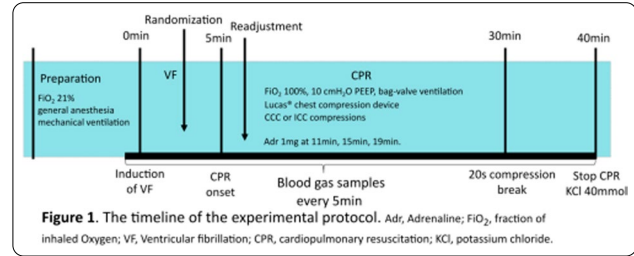 Randomization
Readjustment
0min
5min
30min
40min
Preparation
FiO2 21%
general anesthesia
mechanical ventilation
VF
CPR
FiO2 100%, 10 cmH2O PEEP, bag-valve ventilation
Lucas® chest compression device
CCC or ICC compressions
Adr 1mg at 11min, 15min, 19min.
Induction
of VF
CPR
onset
Blood gas samples
every 5min
20s compression
break
Stop CPR
KCl 40mmol
Figure 1. The timeline of the experimental protocol. Adr, Adrenaline; FiO2, fraction of
inhaled Oxygen; VF, Ventricular fibrillation; CPR, cardiopulmonary resuscitation; KCl, potassium chloride.